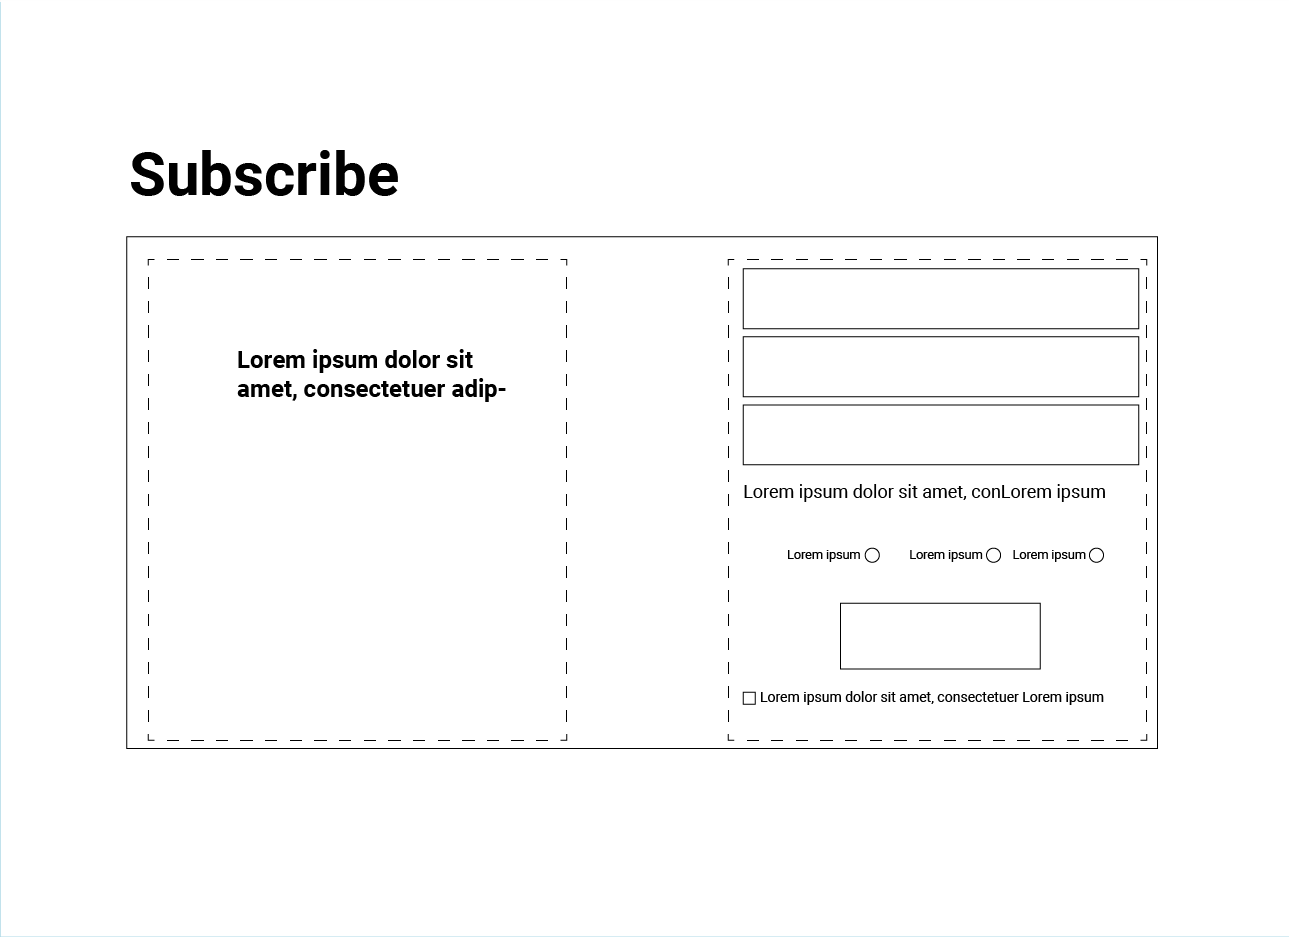 Subscribe
Lorem ipsum dolor sit
amet, consectetuer adip-
Lorem ipsum dolor sit amet, conLorem ipsum
Lorem ipsum Lorem ipsum Lorem ipsum
Lorem ipsum dolor sit amet, consectetuer Lorem ipsum